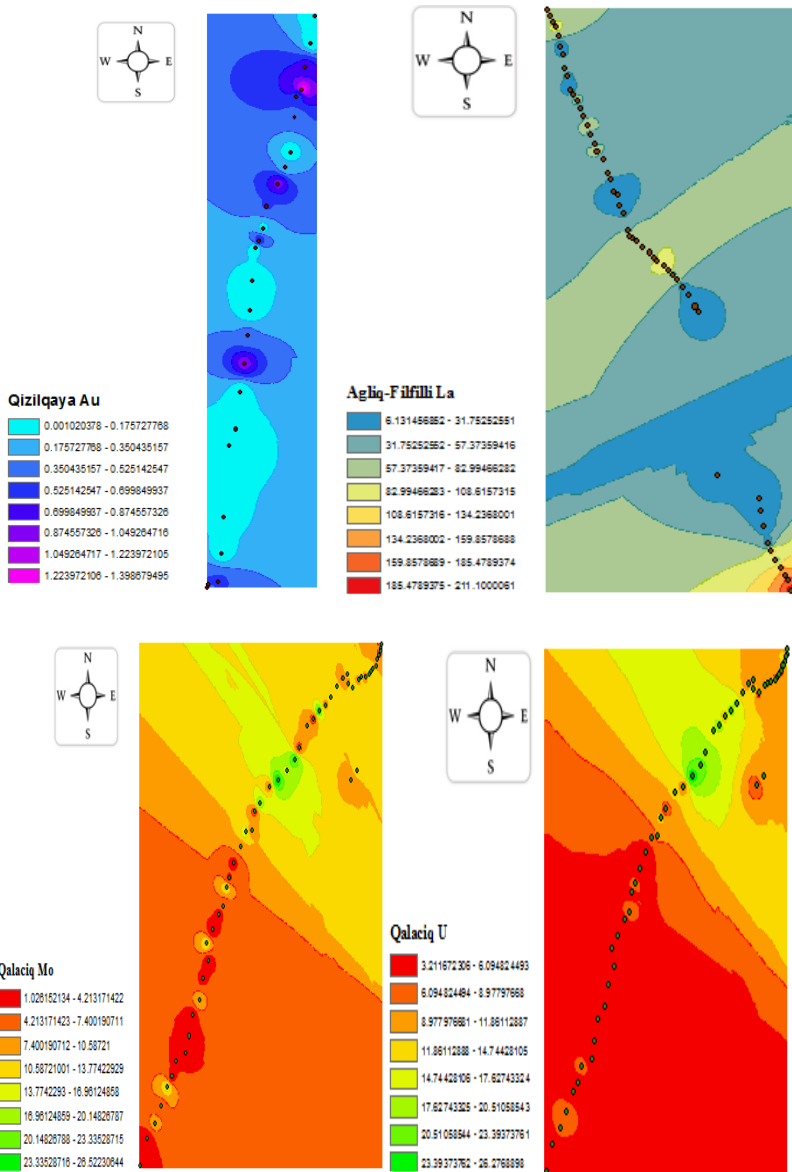 N
W E
S
N
W E
S
Qizilqaya Au
0.001020378 - 0.175727768
0.175727768 - 0.350435157
0.350435157 - 0.525142547
0.525142547 - 0.699849937
0.699849937 - 0.874557326
0.874557326 - 1.049264716
1.049264717 - 1.223972105
1.223972106 - 1.398679495
Agliq-Filfilli La
6.131456852 - 31.75252551
31.75252552 - 57.37359416
57.37359417 - 82.99466282
82.99466283 - 108.6157315
108.6157316 - 134.2368001
134.2368002 - 159.8578688
159.8578689 - 185.4789374
185.4789375 - 211.1000061
N
W E
S
N
W E
S
Qalaciq Mo
1.026152134 - 4.213171422
4.213171423 - 7.400190711
7.400190712 - 10.58721
10.58721001 - 13.77422929
13.7742293 - 16.96124858
16.96124859 - 20.14826787
20.14826788 - 23.33528715
23.33528716 - 26.52230644
Qalaciq U
3.211672306 - 6.094824493
6.094824494 - 8.97797668
8.977976681 - 11.86112887
11.86112888 - 14.74428105
14.74428106 - 17.62743324
17.62743325 - 20.51058543
20.51058544 - 23.39373761
23.39373762 - 26.2768898